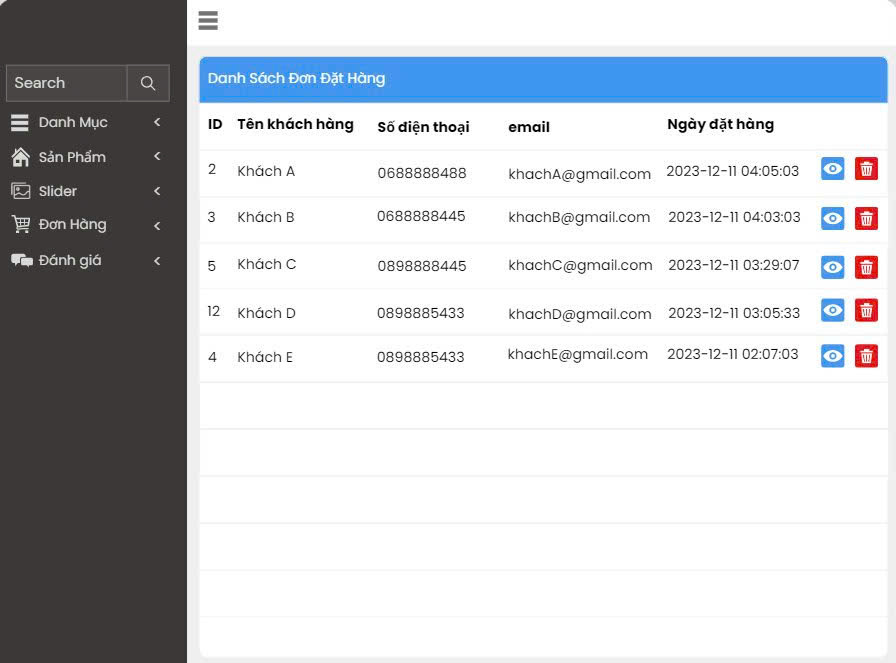 Search
Danh Mục
Sản Phẩm
Slider
Đơn Hàng
Đánh giá
Danh Sách Đơn Đặt Hàng
ID Tên khách hàng Số điện thoại email Ngày đặt hàng
2 Khách A 0688888488 khachA@gmail.com 2023-12-11 04:05:03
3 Khách B 0688888445 khachB@gmail.com 2023-12-11 04:03:03
5 Khách C 0898888445 khachC@gmail.com 2023-12-11 03:29:07
12 Khách D 0898885433 khachD@gmail.com 2023-12-11 03:05:33
4 Khách E 0898885433 khachE@gmail.com 2023-12-11 02:07:03